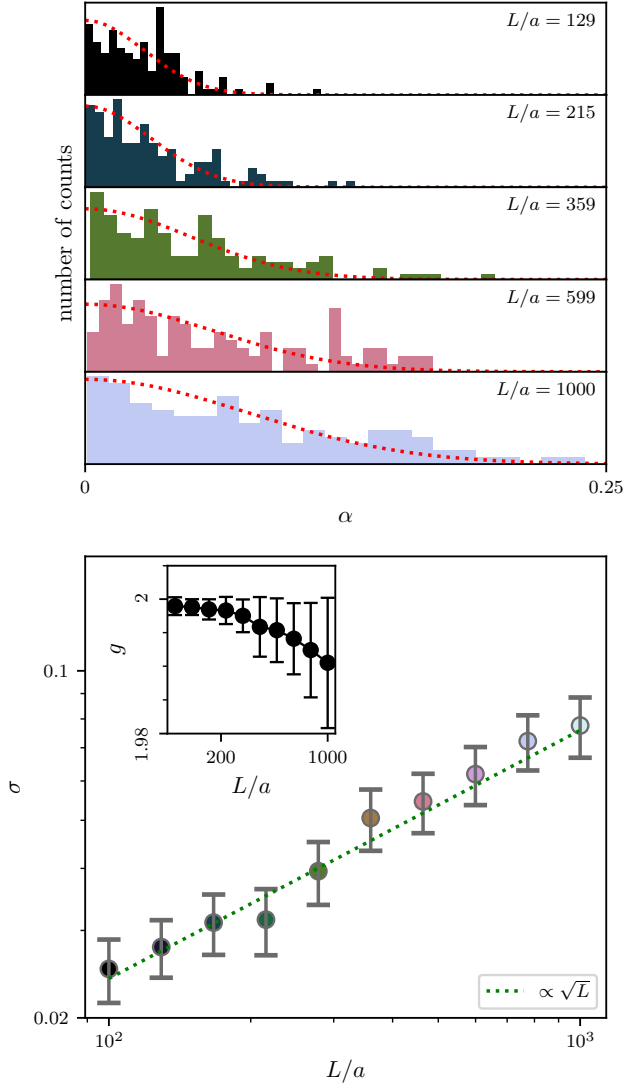 L/a = 129
L/a = 215
L/a = 359
L/a = 599
L/a = 1000
number of counts
0
0.25
α
0.1
0.02
σ
2
1.98
g
200
1000
L/a
∝ √L
10²
10³
L/a